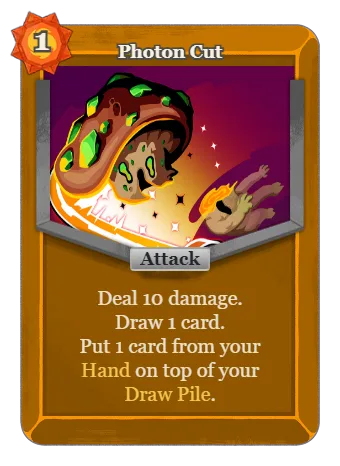 1
Photon Cut
Attack
Deal 10 damage.
Draw 1 card.
Put 1 card from your
Hand on top of your
Draw Pile.